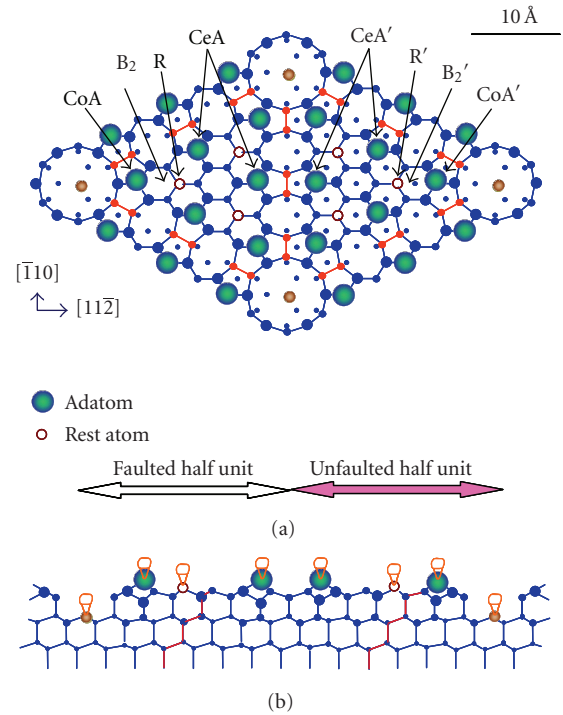 10 Å
CeA CeA′
B₂ R R′ B₂′
CoA CoA′
[1̅10]
[112̅]
Adatom
Rest atom
Faulted half unit Unfaulted half unit
(a)
(b)